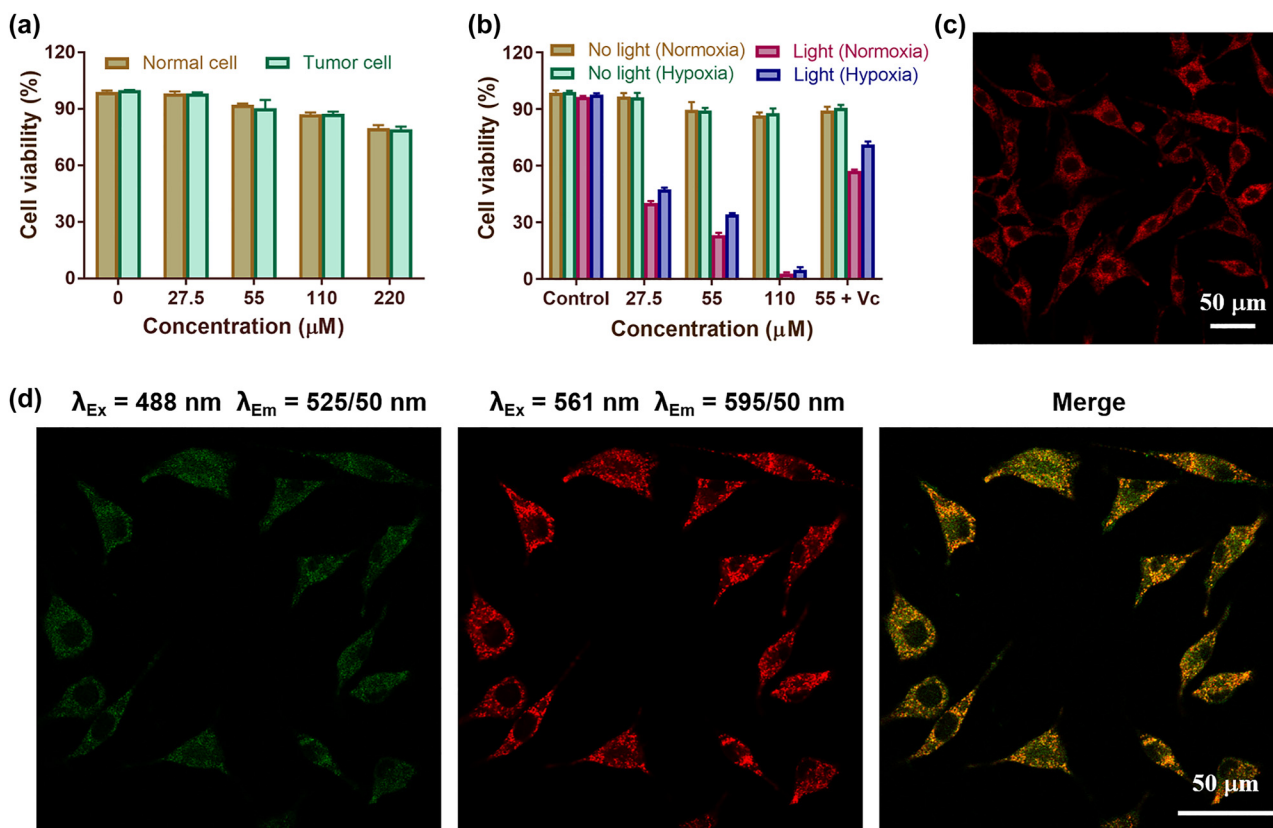 (a)
120
90
60
30
0
Cell viability (%)
Normal cell
Tumor cell
0 27.5 55 110 220
Concentration (μM)
(b)
120
90
60
30
0
Cell viability (%)
No light (Normoxia) Light (Normoxia)
No light (Hypoxia) Light (Hypoxia)
Control 27.5 55 110 55 + Vc
Concentration (μM)
(c)
50 μm
(d)
λEx = 488 nm λEm = 525/50 nm
λEx = 561 nm λEm = 595/50 nm
Merge
50 μm